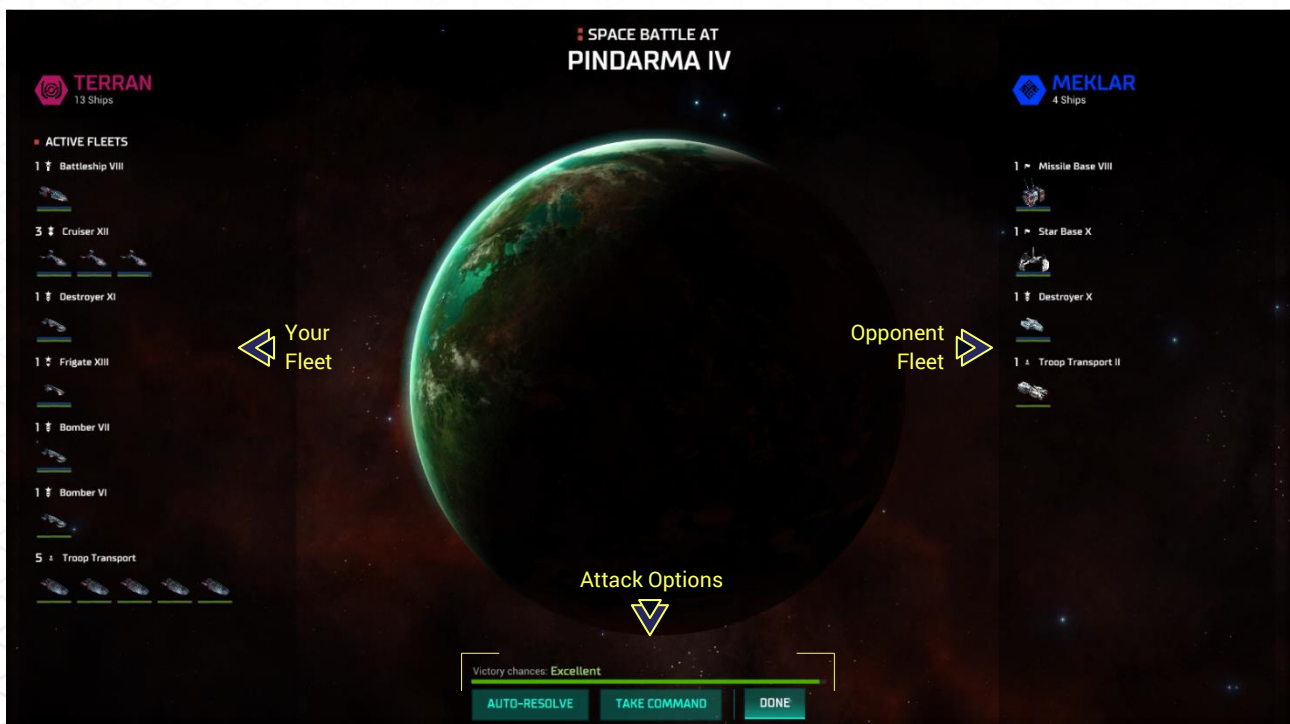 SPACE BATTLE AT
PINDARMA IV
TERRAN
13 Ships
ACTIVE FLEETS
1 Battleship VIII
3 Cruiser XII
1 Destroyer XI
1 Frigate XIII
1 Bomber VII
1 Bomber VI
5 Troop Transport
Your
Fleet
Opponent
Fleet
MEKLAR
4 Ships
1 Missile Base VIII
1 Star Base X
1 Destroyer X
1 Troop Transport II
Attack Options
Victory chances: Excellent
AUTO-RESOLVE
TAKE COMMAND
DONE